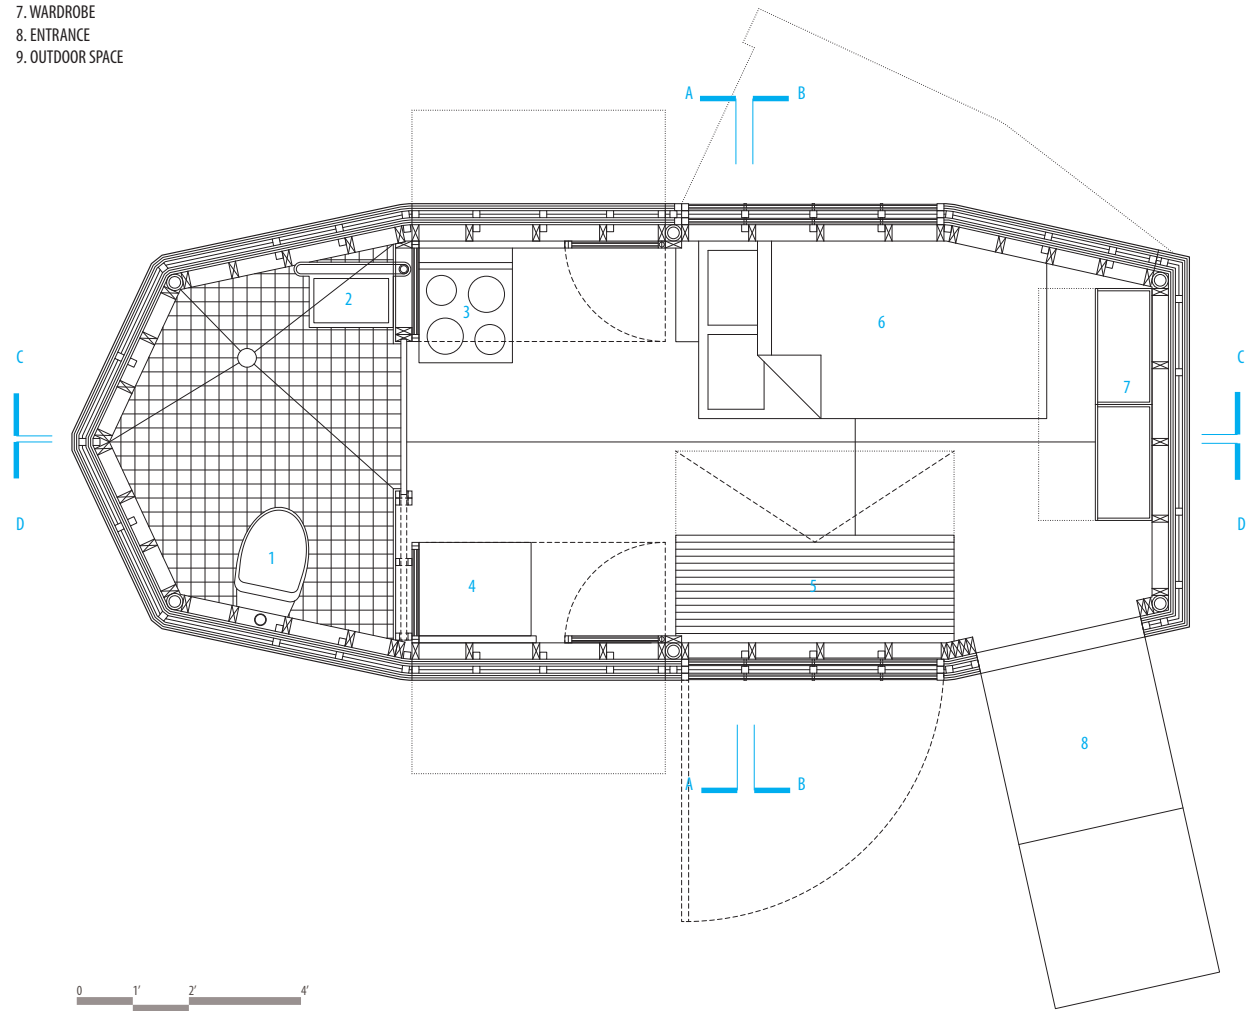 7. WARDROBE
8. ENTRANCE
9. OUTDOOR SPACE
A B
2
3
6
C C
7
D D
1
4
5
8
A B
0 1' 2' 4'